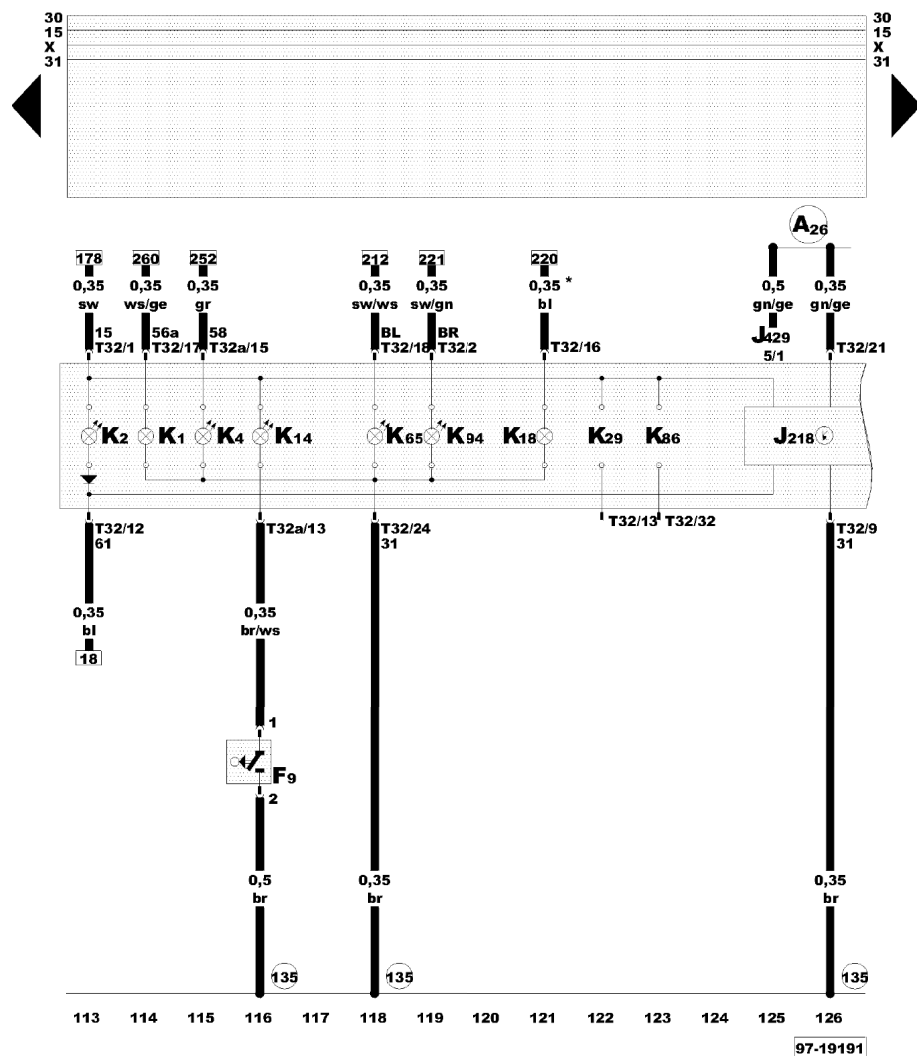 30 30
15 15
X X
31 31
A26
178 260 252 212 221 220
0,35 0,35 0,35 0,35 0,35 0,35 * 0,5 0,35
sw ws/ge gr sw/ws sw/gn bl gn/ge gn/ge
15 56a 58 BL BR J429
T32/1 T32/17 T32a/15 T32/18 T32/2 T32/16 5/1 T32/21
K2 K1 K4 K14 K65 K94 K18 K29 K86 J218
T32/12 T32a/13 T32/24 T32/13 T32/32 T32/9
61 31 31
0,35 0,35
bl br/ws
18
1
F9
2
0,5 0,35 0,35
br br br
135 135 135
113 114 115 116 117 118 119 120 121 122 123 124 125 126
97-19191